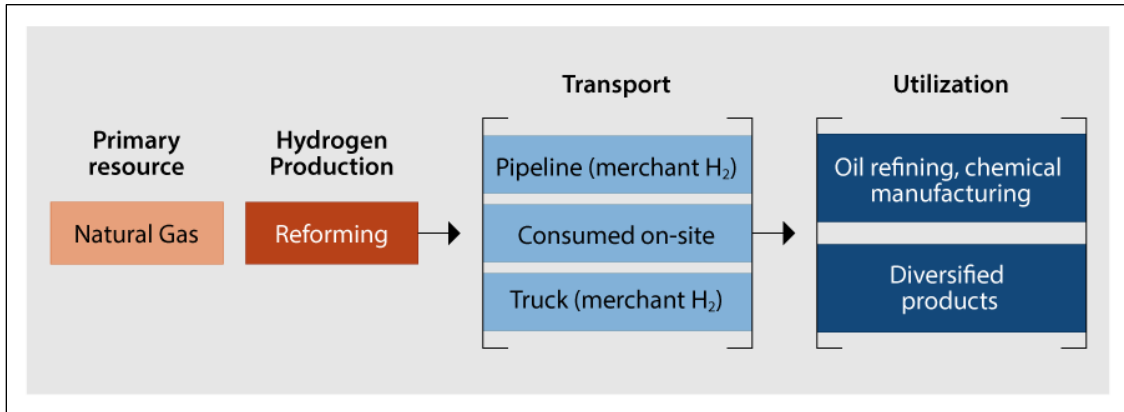 Primary
resource
Natural Gas
Hydrogen
Production
Reforming
Transport
Pipeline (merchant H₂)
Consumed on-site
Truck (merchant H₂)
Utilization
Oil refining, chemical
manufacturing
Diversified
products